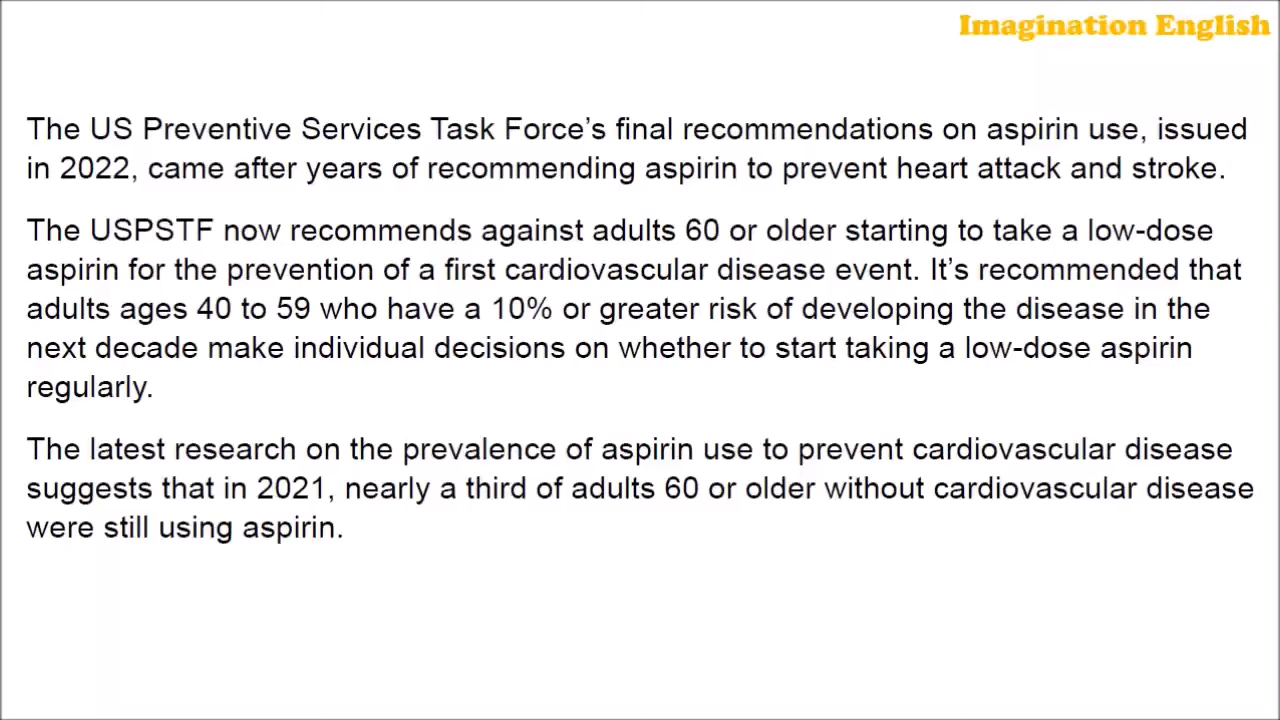 Imagination English
The US Preventive Services Task Force’s final recommendations on aspirin use, issued
in 2022, came after years of recommending aspirin to prevent heart attack and stroke.
The USPSTF now recommends against adults 60 or older starting to take a low-dose
aspirin for the prevention of a first cardiovascular disease event. It’s recommended that
adults ages 40 to 59 who have a 10% or greater risk of developing the disease in the
next decade make individual decisions on whether to start taking a low-dose aspirin
regularly.
The latest research on the prevalence of aspirin use to prevent cardiovascular disease
suggests that in 2021, nearly a third of adults 60 or older without cardiovascular disease
were still using aspirin.